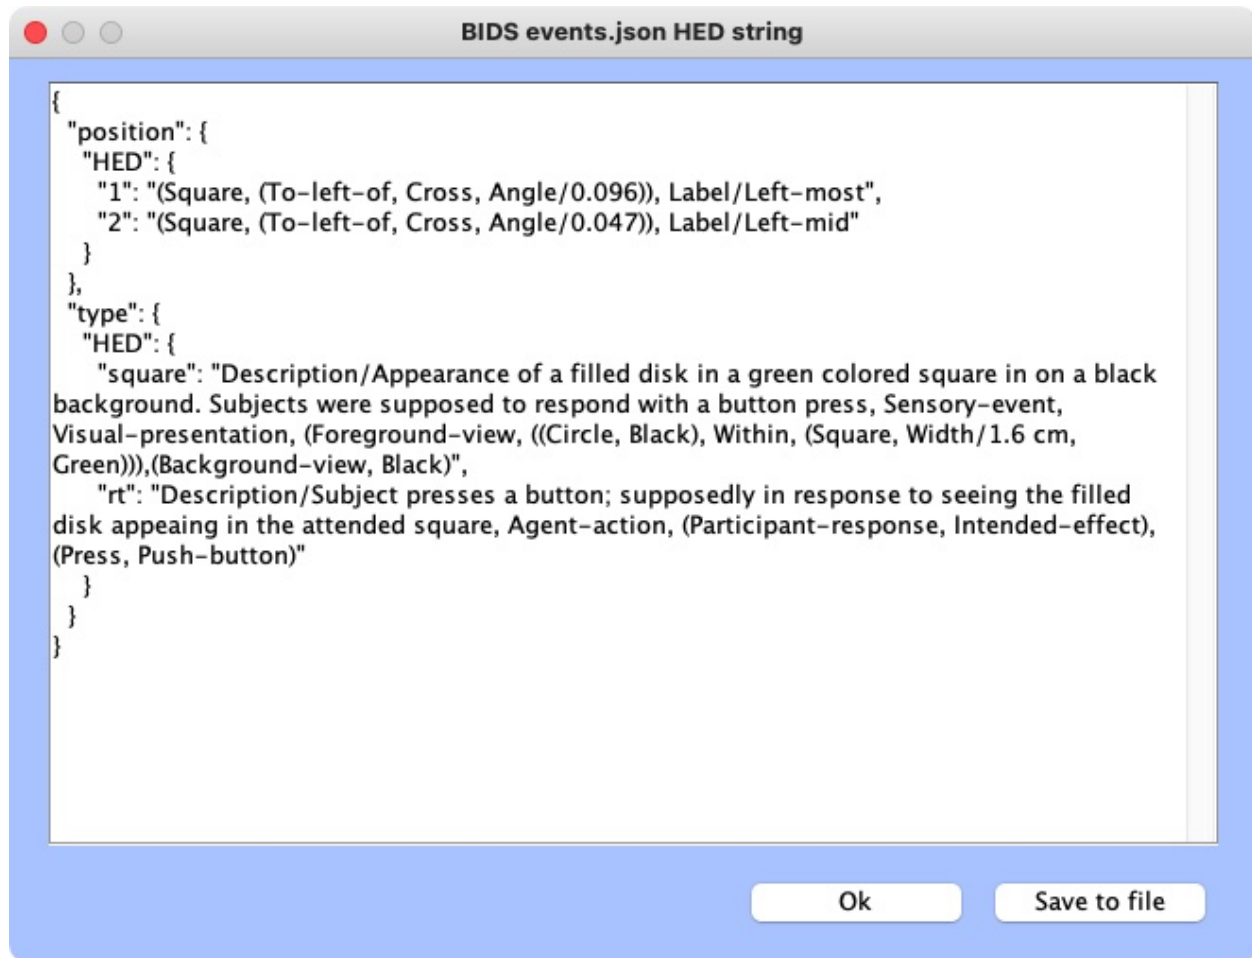 BIDS events.json HED string
{
"position": {
"HED": {
"1": "(Square, (To-left-of, Cross, Angle/0.096)), Label/Left-most",
"2": "(Square, (To-left-of, Cross, Angle/0.047)), Label/Left-mid"
}
},
"type": {
"HED": {
"square": "Description/Appearance of a filled disk in a green colored square in on a black
background. Subjects were supposed to respond with a button press, Sensory-event,
Visual-presentation, (Foreground-view, ((Circle, Black), Within, (Square, Width/1.6 cm,
Green))),(Background-view, Black)",
"rt": "Description/Subject presses a button; supposedly in response to seeing the filled
disk appeaing in the attended square, Agent-action, (Participant-response, Intended-effect),
(Press, Push-button)"
}
}
}
Ok Save to file